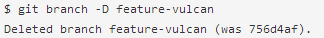 $ git branch -D feature-vulcan
Deleted branch feature-vulcan (was 756d4af).